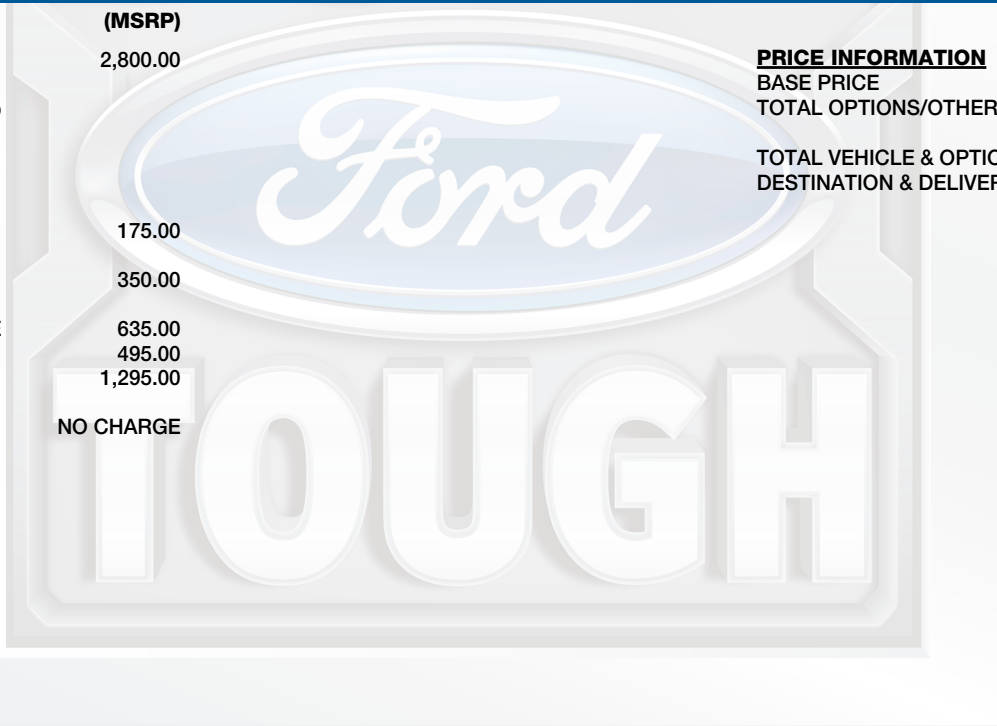 (MSRP)
2,800.00
175.00
350.00
635.00
495.00
1,295.00
NO CHARGE
PRICE INFORMATION
BASE PRICE
TOTAL OPTIONS/OTHER
TOTAL VEHICLE & OPTIO
DESTINATION & DELIVER
Ford
TOUGH